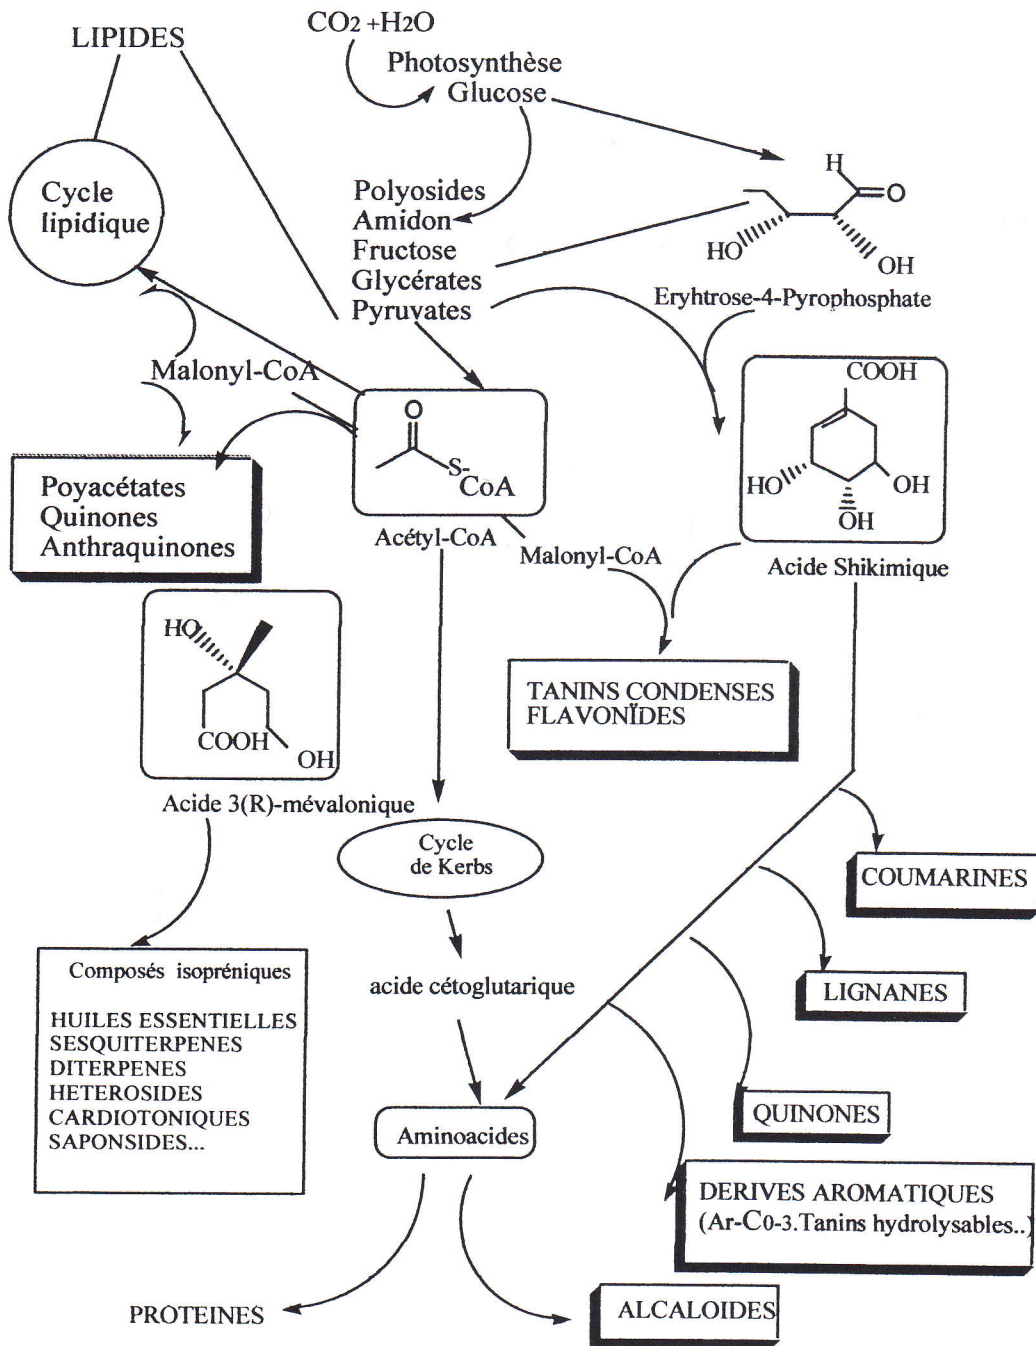 LIPIDES
CO2 +H2O
Photosynthèse
Glucose
Cycle
lipidique
Polyosides
Amidon
Fructose
Glycérates
Pyruvates
H
O
HO
OH
Eryhtrose-4-Pyrophosphate
Malonyl-CoA
O
S-
CoA
Acétyl-CoA
COOH
HO
OH
OH
Acide Shikimique
Poyacétates
Quinones
Anthraquinones
Malonyl-CoA
HO
COOH
OH
Acide 3(R)-mévalonique
TANINS CONDENSES
FLAVONÏDES
Cycle
de Kerbs
COUMARINES
acide cétoglutarique
LIGNANES
Composés isopréniques
HUILES ESSENTIELLES
SESQUITERPENES
DITERPENES
HETEROSIDES
CARDIOTONIQUES
SAPONSIDES...
Aminoacides
QUINONES
DERIVES AROMATIQUES
(Ar-C0-3.Tanins hydrolysables..)
PROTEINES
ALCALOIDES